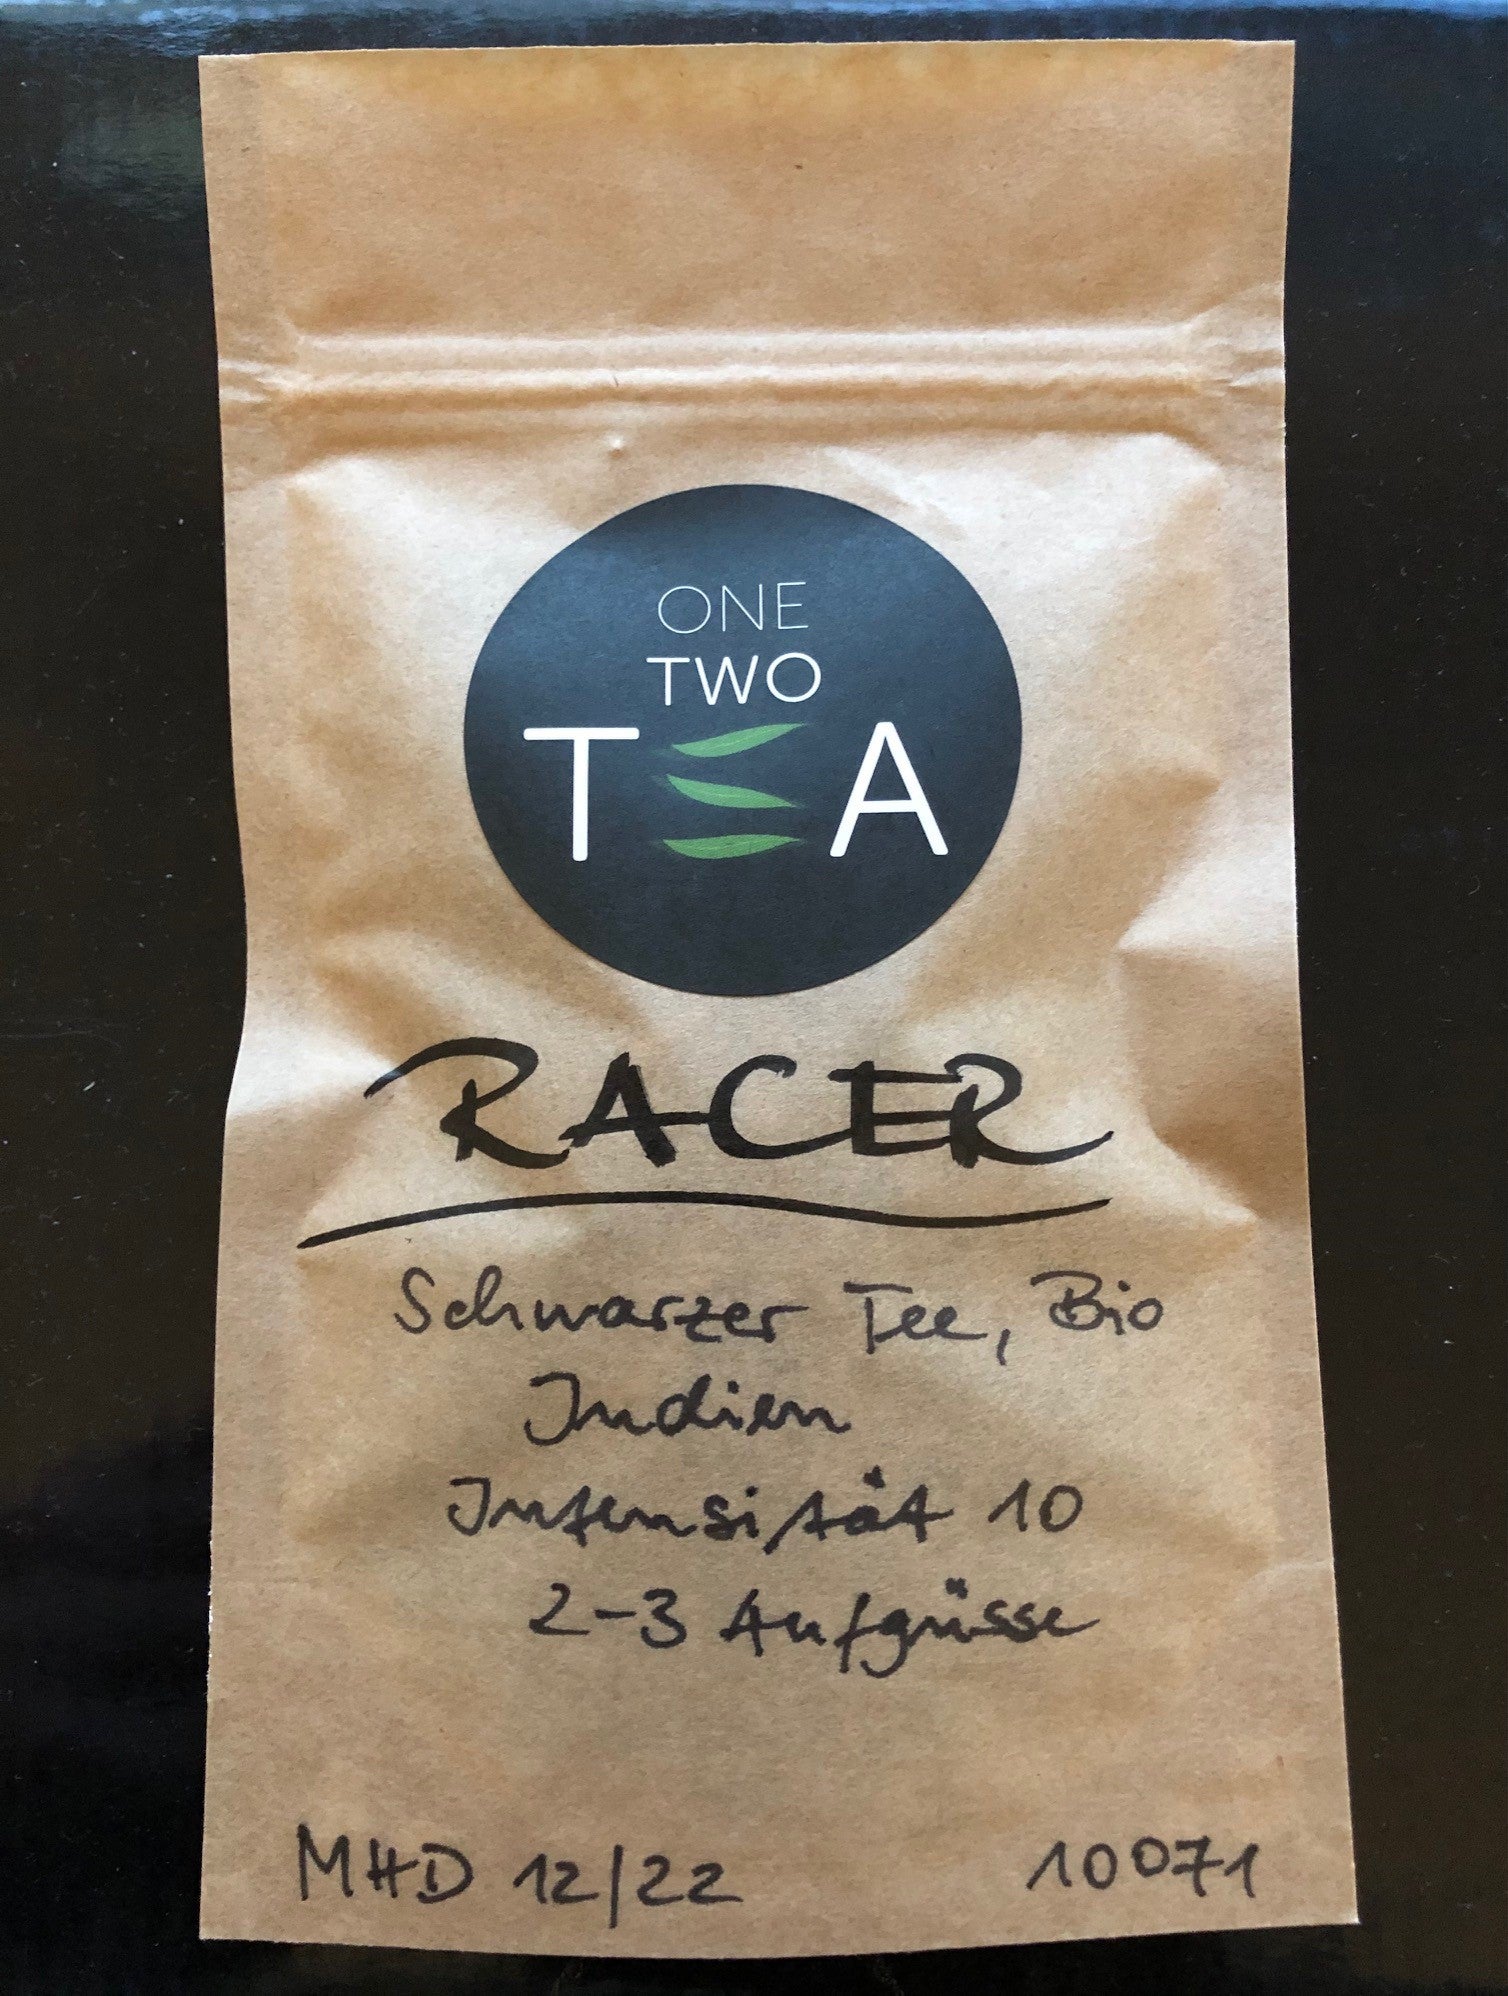 ONE
TWO
TEA
RACER
Schwarzer Tee, Bio
Indien
Intensität 10
2-3 Aufgüsse
MHD 12/22 10071